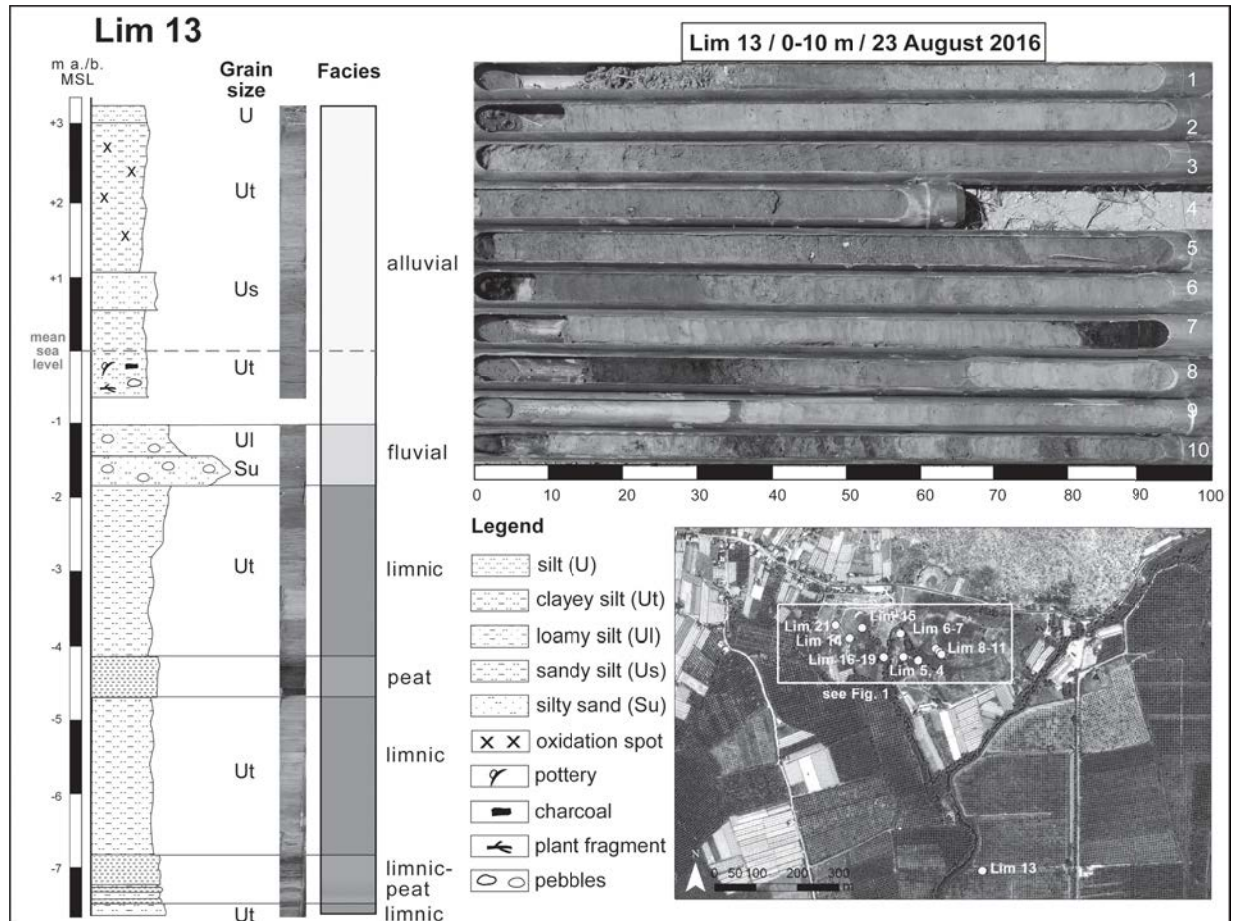 Lim 13
m a./b.
MSL
Grain
size
Facies
+3
+2
+1
mean
sea
level
-1
-2
-3
-4
-5
-6
-7
U
Ut
Us
Ut
Ul
Su
Ut
Ut
Ut
alluvial
fluvial
limnic
peat
limnic
limnic-
peat
limnic
Lim 13 / 0-10 m / 23 August 2016
1
2
3
4
5
6
7
8
9
10
0 10 20 30 40 50 60 70 80 90 100
Legend
silt (U)
clayey silt (Ut)
loamy silt (Ul)
sandy silt (Us)
silty sand (Su)
x x oxidation spot
pottery
charcoal
plant fragment
pebbles
Lim 21
Lim 15
Lim 14
Lim 6-7
Lim 16-19
Lim 8-11
Lim 5, 4
see Fig. 1
Lim 13
N
0 50 100 200 300
m